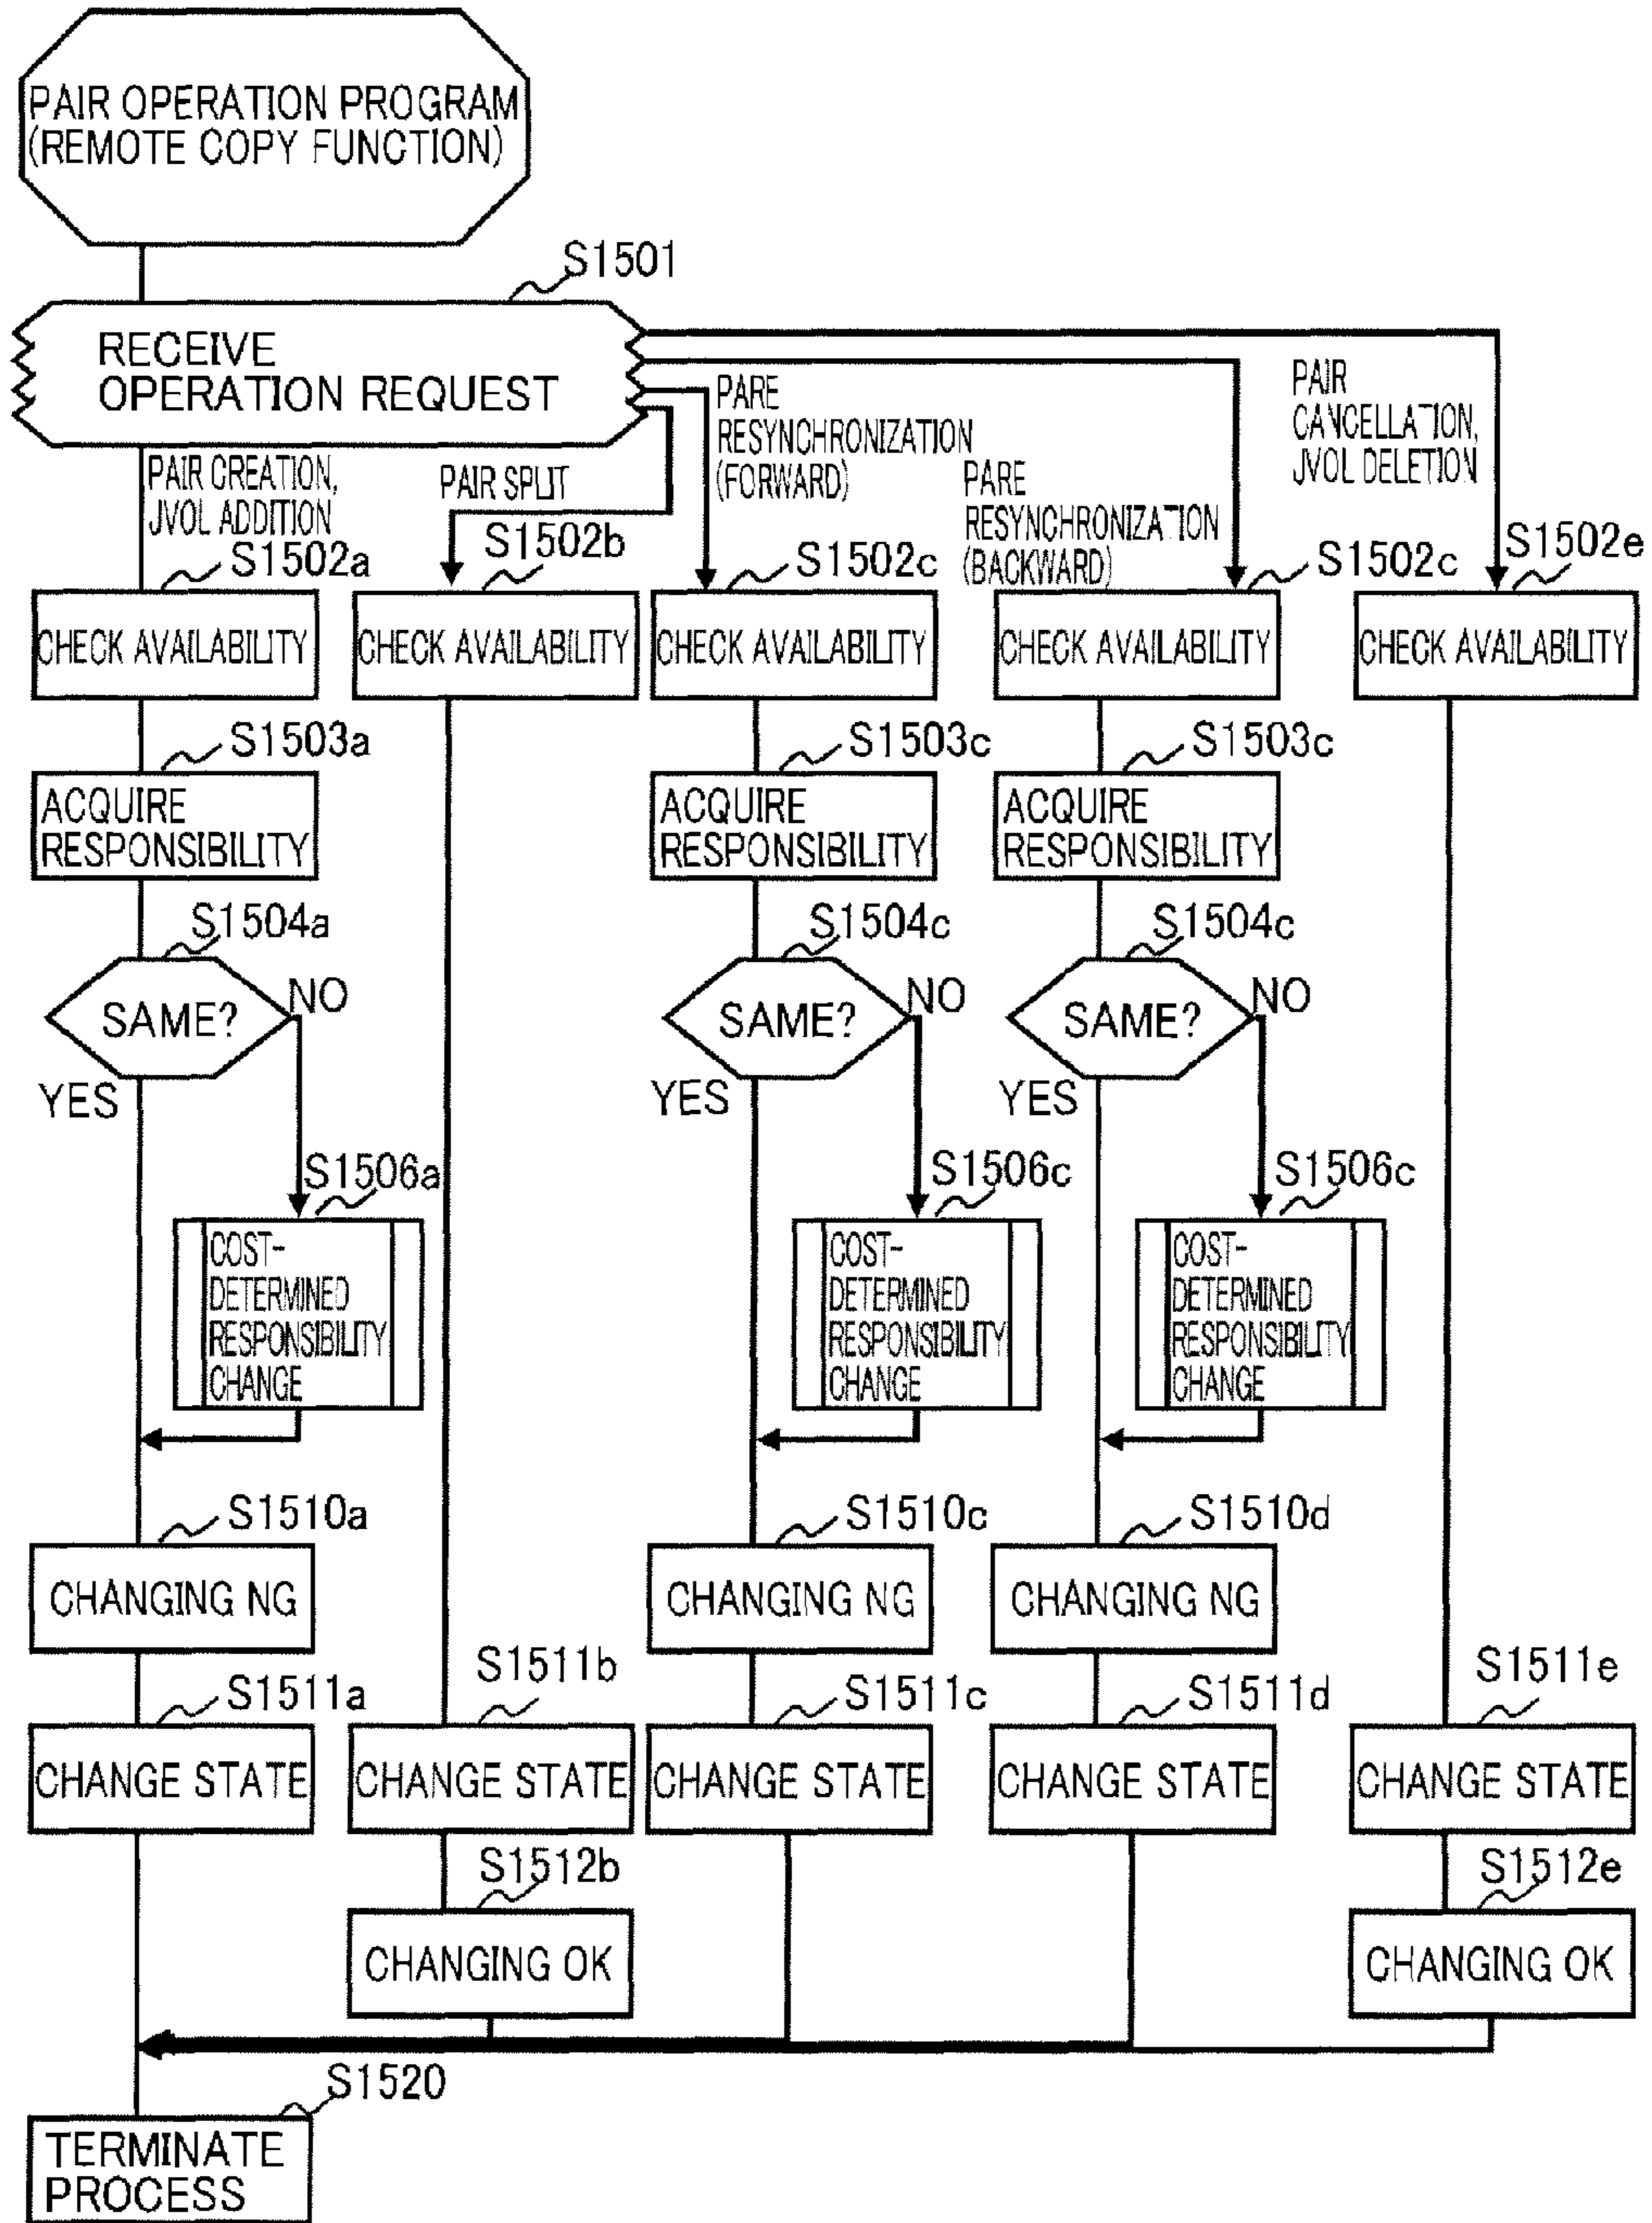 PAIR OPERATION PROGRAM
(REMOTE COPY FUNCTION)
S1501
RECEIVE
OPERATION REQUEST
PAIR CREATION,
JVOL ADDITION
PAIR SPLIT
PARE
RESYNCHRONIZATION
(FORWARD)
PARE
RESYNCHRONIZATION
(BACKWARD)
PAIR
CANCELLATION,
JVOL DELETION
S1502a
S1502b
S1502c
S1502c
S1502e
CHECK AVAILABILITY
CHECK AVAILABILITY
CHECK AVAILABILITY
CHECK AVAILABILITY
CHECK AVAILABILITY
S1503a
S1503c
S1503c
ACQUIRE
RESPONSIBILITY
ACQUIRE
RESPONSIBILITY
ACQUIRE
RESPONSIBILITY
S1504a
S1504c
S1504c
SAME?
NO
YES
SAME?
NO
YES
SAME?
NO
YES
S1506a
S1506c
S1506c
COST-
DETERMINED
RESPONSIBILITY
CHANGE
COST-
DETERMINED
RESPONSIBILITY
CHANGE
COST-
DETERMINED
RESPONSIBILITY
CHANGE
S1510a
S1510c
S1510d
CHANGING NG
CHANGING NG
CHANGING NG
S1511a
S1511b
S1511c
S1511d
S1511e
CHANGE STATE
CHANGE STATE
CHANGE STATE
CHANGE STATE
CHANGE STATE
S1512b
S1512e
CHANGING OK
CHANGING OK
S1520
TERMINATE
PROCESS